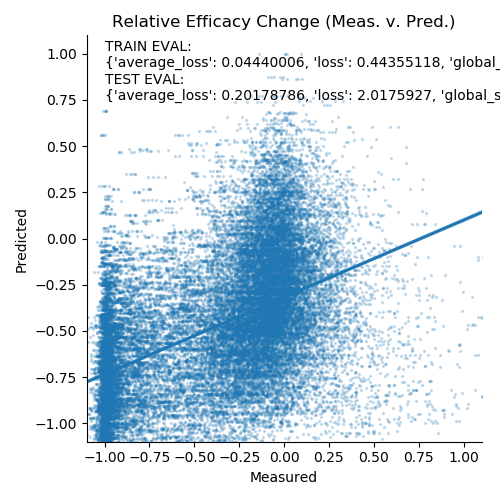 Relative Efficacy Change (Meas. v. Pred.)
TRAIN EVAL:
{'average_loss': 0.04440006, 'loss': 0.44355118, 'global_
TEST EVAL:
{'average_loss': 0.20178786, 'loss': 2.0175927, 'global_s
1.00
0.75
0.50
0.25
0.00
−0.25
−0.50
−0.75
−1.00
Predicted
−1.00 −0.75 −0.50 −0.25 0.00 0.25 0.50 0.75 1.00
Measured